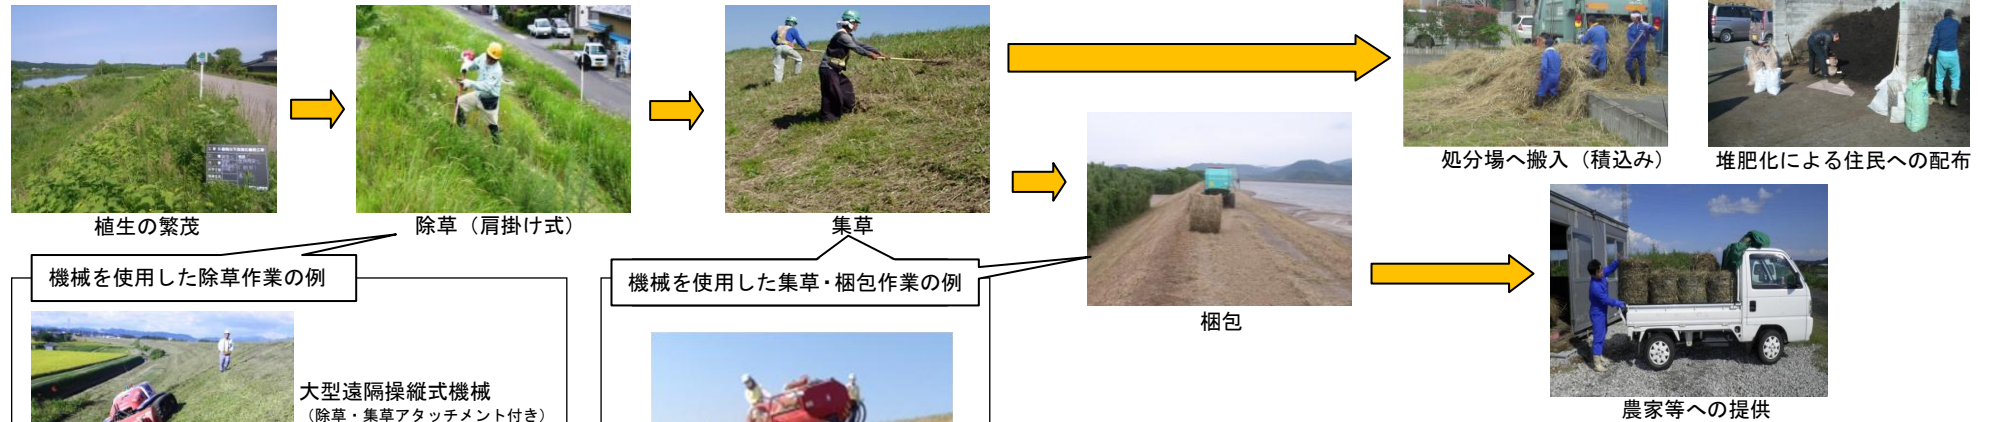 植生の繁茂
除草（肩掛け式）
集草
梱包
処分場へ搬入（積込み）
堆肥化による住民への配布
農家等への提供
機械を使用した除草作業の例
機械を使用した集草・梱包作業の例
大型遠隔操縦式機械
（除草・集草アタッチメント付き）